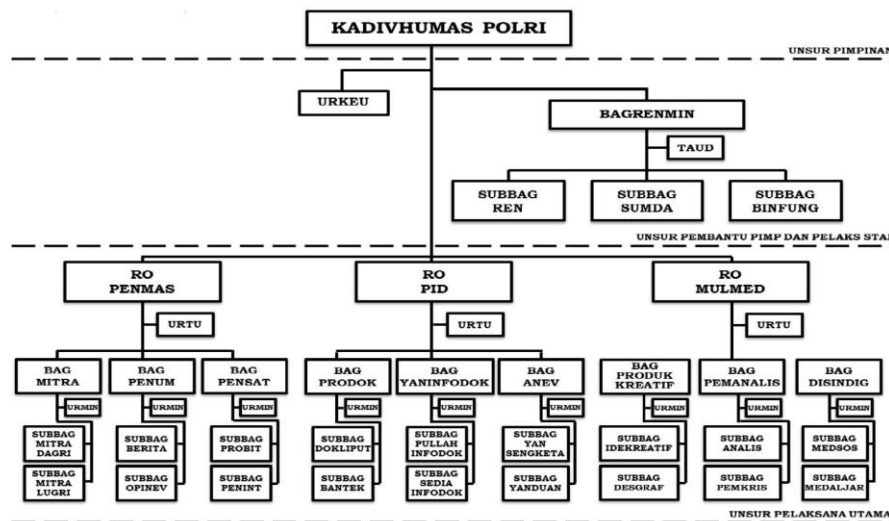 KADIVHUMAS POLRI
UNSUR PIMPINAN
URKEU
BAGRENMIN
TAUD
SUBBAG
REN
SUBBAG
SUMDA
SUBBAG
BINFUNG
UNSUR PEMBANTU PIMP DAN PELAKS STAF
RO
PENMAS
RO
PID
RO
MULMED
URTU
URTU
URTU
BAG
MITRA
BAG
PENUM
BAG
PENSAT
BAG
PRODOK
BAG
YANINFODOK
BAG
ANEV
BAG
PRODUK
KREATIF
BAG
PEMANALIS
BAG
DISINDIG
URMIN
URMIN
URMIN
URMIN
URMIN
URMIN
URMIN
URMIN
URMIN
SUBBAG
MITRA
DAGRI
SUBBAG
BERITA
SUBBAG
PROBIT
SUBBAG
DOKLIPUT
SUBBAG
PULLAH
INFODOK
SUBBAG
YAN
SENGKETA
SUBBAG
IDEKREATIF
SUBBAG
ANALIS
SUBBAG
MEDSOS
SUBBAG
MITRA
LUGRI
SUBBAG
OPINEV
SUBBAG
PENINT
SUBBAG
BANTEK
SUBBAG
SEDIA
INFODOK
SUBBAG
YANDUAN
SUBBAG
DESGRAF
SUBBAG
PEMKRIS
SUBBAG
MEDALJAR
UNSUR PELAKSANA UTAMA